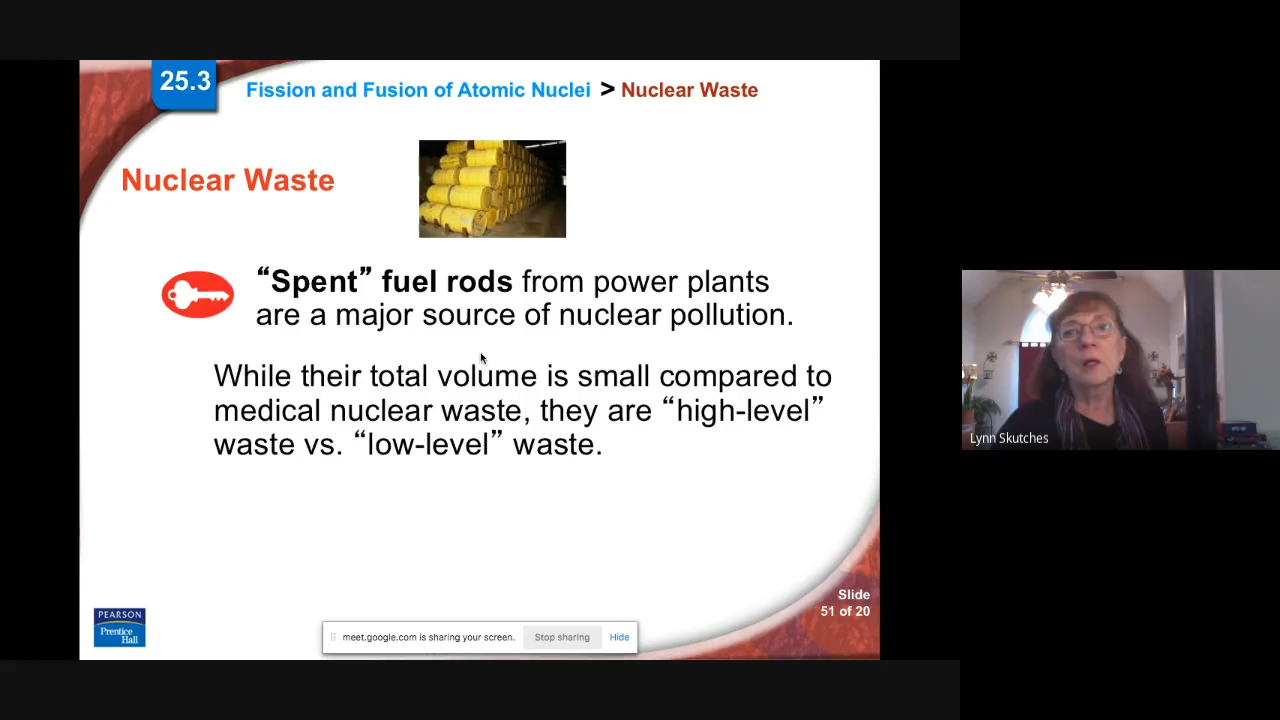 25.3
Fission and Fusion of Atomic Nuclei > Nuclear Waste
Nuclear Waste
“Spent” fuel rods from power plants
are a major source of nuclear pollution.
While their total volume is small compared to
medical nuclear waste, they are “high-level”
waste vs. “low-level” waste.
Lynn Skutches
Slide
51 of 20
PEARSON
Prentice
Hall
meet.google.com is sharing your screen. Stop sharing Hide